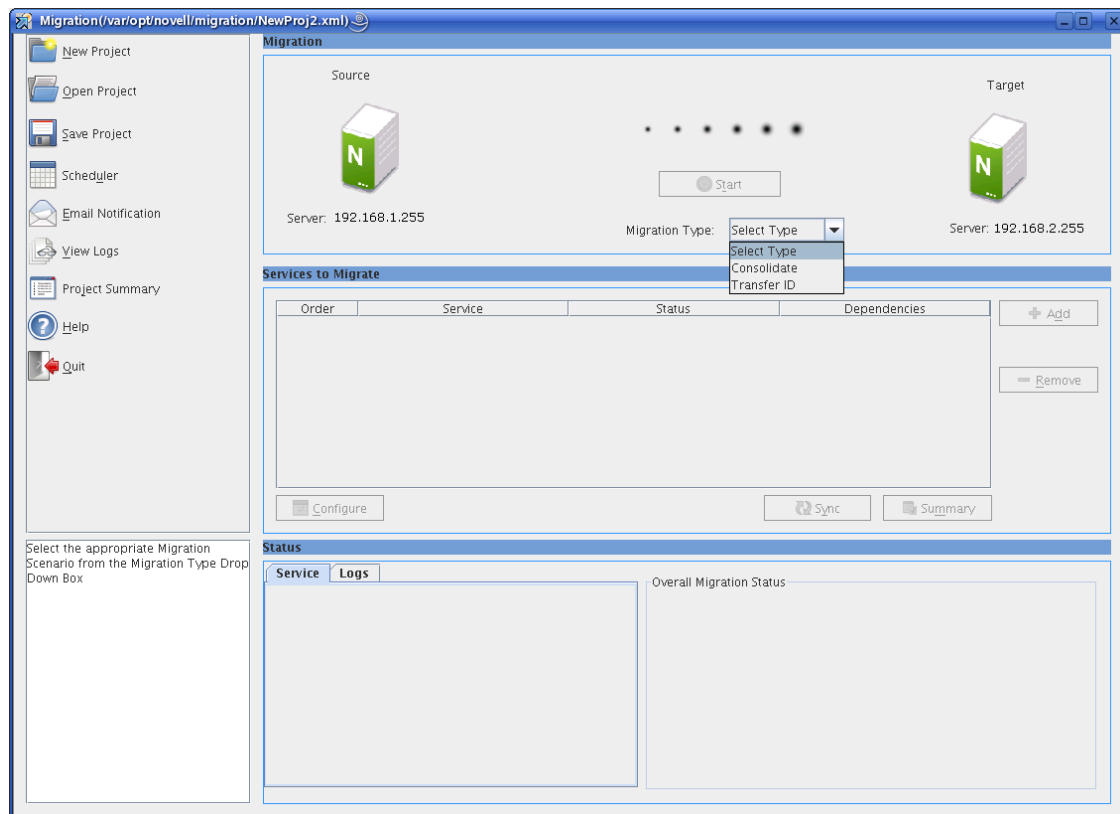 Migration(/var/opt/novell/migration/NewProj2.xml)
New Project
Open Project
Save Project
Scheduler
Email Notification
View Logs
Project Summary
Help
Quit
Select the appropriate Migration
Scenario from the Migration Type Drop
Down Box
Migration
Source
Target
N
N
Start
Server: 192.168.1.255
Server: 192.168.2.255
Migration Type: Select Type
Select Type
Consolidate
Transfer ID
Services to Migrate
Order Service Status Dependencies
Add
Remove
Configure
Sync
Summary
Status
Service Logs
Overall Migration Status